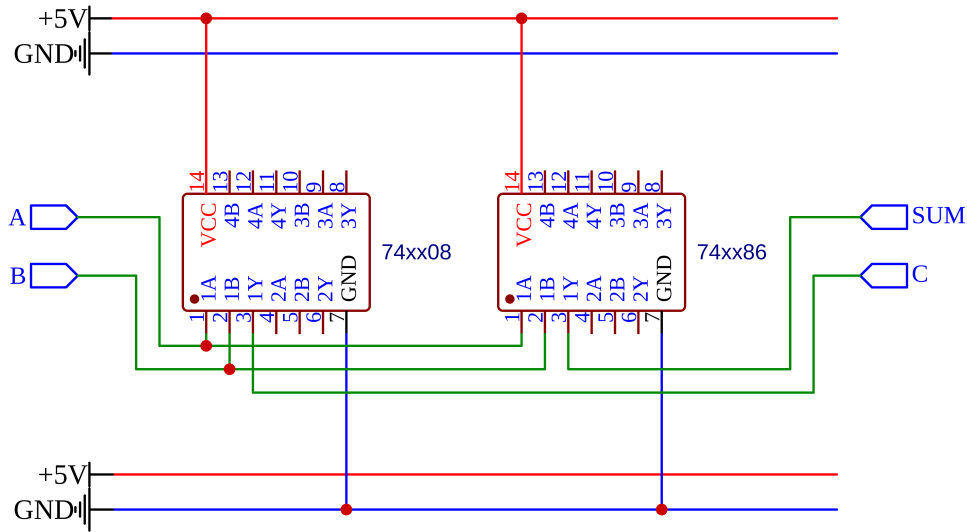 +5V
GND
14 13 12 11 10 9 8
VCC 4B 4A 4Y 3B 3A 3Y
1A 1B 1Y 2A 2B 2Y GND
1 2 3 4 5 6 7
74xx08
14 13 12 11 10 9 8
VCC 4B 4A 4Y 3B 3A 3Y
1A 1B 1Y 2A 2B 2Y GND
1 2 3 4 5 6 7
74xx86
A
B
SUM
C
+5V
GND